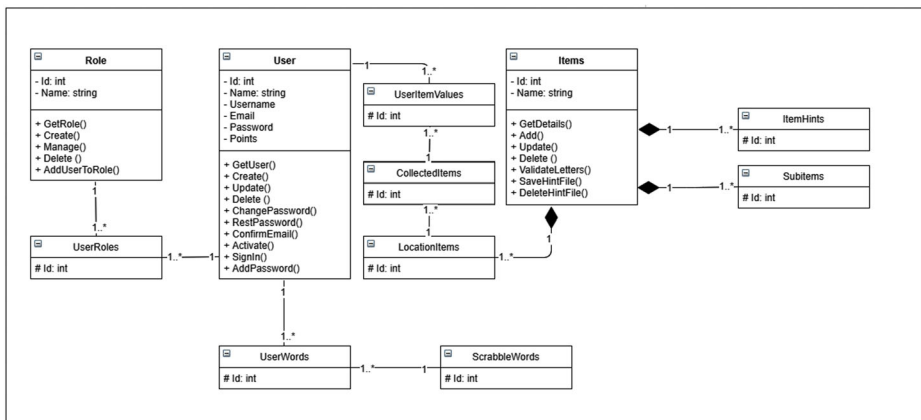 Role
- Id: int
- Name: string
+ GetRole()
+ Create()
+ Manage()
+ Delete ()
+ AddUserToRole()
1
1..*
UserRoles
# Id: int
1..*
1
User
- Id: int
- Name: string
- Username
- Email
- Password
- Points
+ GetUser()
+ Create()
+ Update()
+ Delete ()
+ ChangePassword()
+ RestPassword()
+ ConfirmEmail()
+ Activate()
+ SignIn()
+ AddPassword()
1
1..*
UserItemValues
# Id: int
1..*
1
CollectedItems
# Id: int
1..*
1
LocationItems
# Id: int
1..*
1
Items
- Id: int
- Name: string
+ GetDetails()
+ Add()
+ Update()
+ Delete ()
+ ValidateLetters()
+ SaveHintFile()
+ DeleteHintFile()
1
1..*
ItemHints
# Id: int
1
1..*
Subitems
# Id: int
1
1..*
UserWords
# Id: int
1..*
1
ScrabbleWords
# Id: int